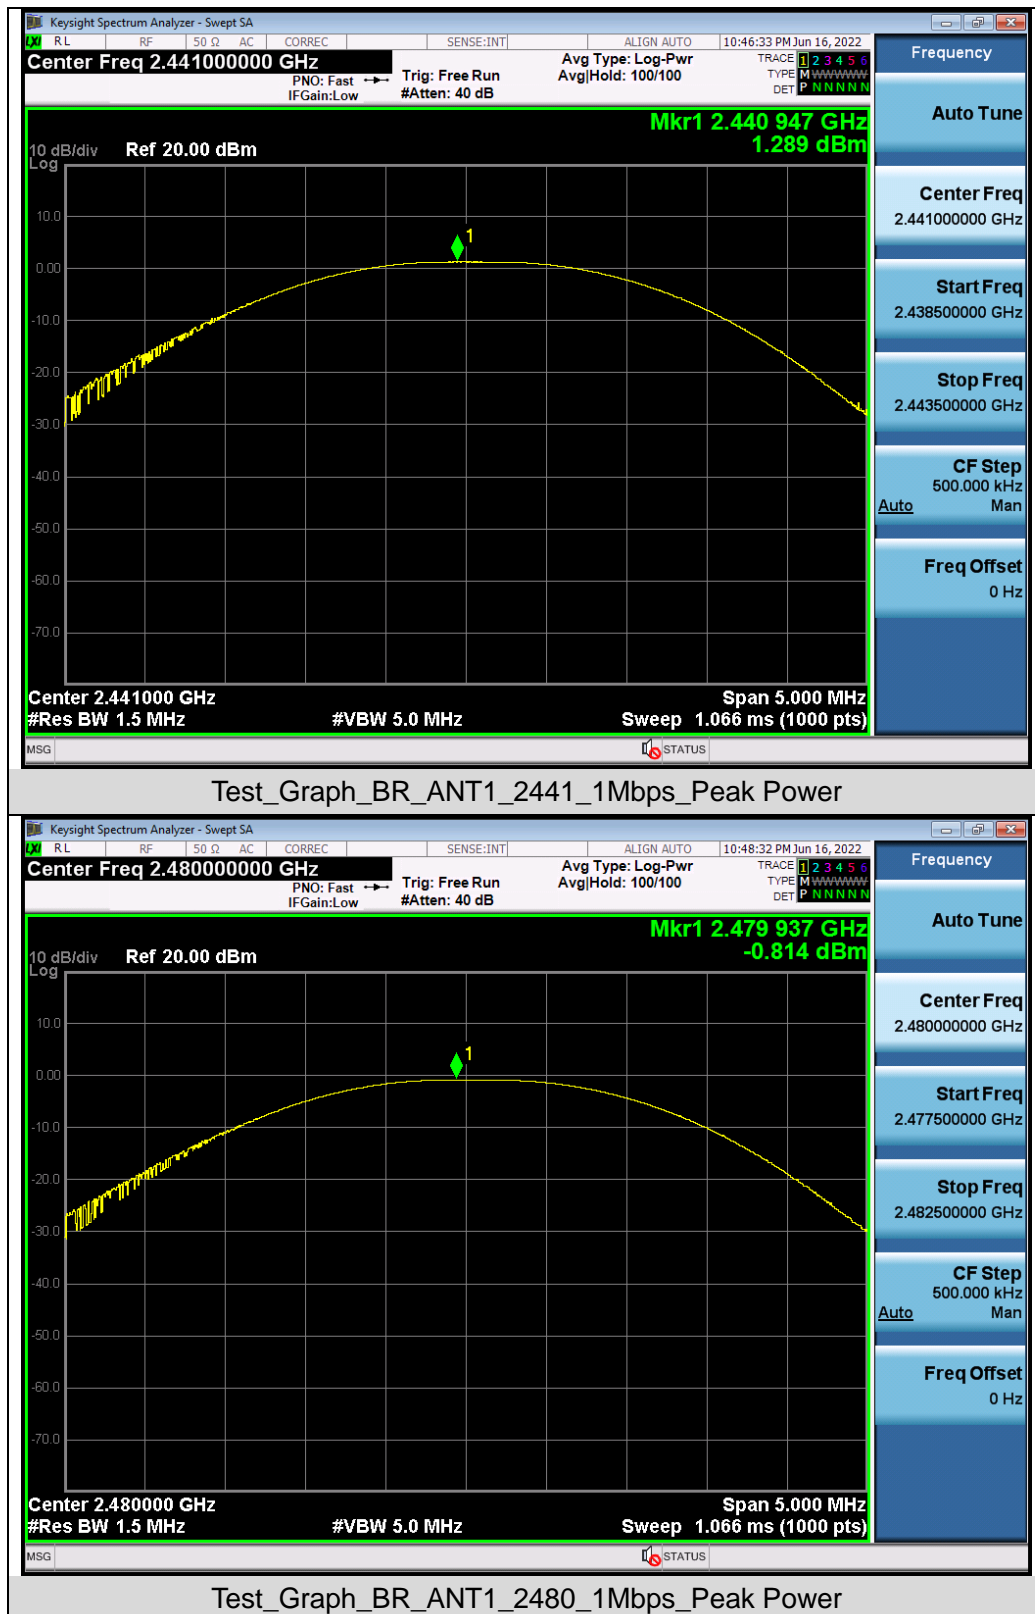 Keysight Spectrum Analyzer - Swept SA
LXI RL RF 50 Ω AC CORREC SENSE:INT ALIGN AUTO 10:46:33 PM Jun 16, 2022
Center Freq 2.441000000 GHz
PNO: Fast
IFGain:Low
Trig: Free Run
#Atten: 40 dB
Avg Type: Log-Pwr
Avg|Hold: 100/100
TRACE 1 2 3 4 5 6
TYPE M WWWWW
DET P N N N N N
Mkr1 2.440 947 GHz
1.289 dBm
10 dB/div Ref 20.00 dBm
Log
10.0
1
0.00
-10.0
-20.0
-30.0
-40.0
-50.0
-60.0
-70.0
Center 2.441000 GHz Span 5.000 MHz
#Res BW 1.5 MHz #VBW 5.0 MHz Sweep 1.066 ms (1000 pts)
MSG STATUS
Frequency
Auto Tune
Center Freq
2.441000000 GHz
Start Freq
2.438500000 GHz
Stop Freq
2.443500000 GHz
CF Step
500.000 kHz
Auto Man
Freq Offset
0 Hz
Test_Graph_BR_ANT1_2441_1Mbps_Peak Power
Keysight Spectrum Analyzer - Swept SA
LXI RL RF 50 Ω AC CORREC SENSE:INT ALIGN AUTO 10:48:32 PM Jun 16, 2022
Center Freq 2.480000000 GHz
PNO: Fast
IFGain:Low
Trig: Free Run
#Atten: 40 dB
Avg Type: Log-Pwr
Avg|Hold: 100/100
TRACE 1 2 3 4 5 6
TYPE M WWWWW
DET P N N N N N
Mkr1 2.479 937 GHz
-0.814 dBm
10 dB/div Ref 20.00 dBm
Log
10.0
1
0.00
-10.0
-20.0
-30.0
-40.0
-50.0
-60.0
-70.0
Center 2.480000 GHz Span 5.000 MHz
#Res BW 1.5 MHz #VBW 5.0 MHz Sweep 1.066 ms (1000 pts)
MSG STATUS
Frequency
Auto Tune
Center Freq
2.480000000 GHz
Start Freq
2.477500000 GHz
Stop Freq
2.482500000 GHz
CF Step
500.000 kHz
Auto Man
Freq Offset
0 Hz
Test_Graph_BR_ANT1_2480_1Mbps_Peak Power